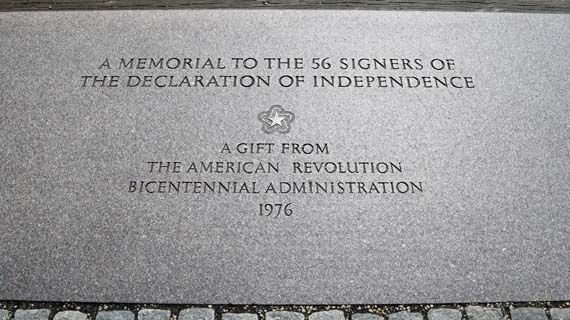 A MEMORIAL TO THE 56 SIGNERS OF
THE DECLARATION OF INDEPENDENCE
A GIFT FROM
THE AMERICAN REVOLUTION
BICENTENNIAL ADMINISTRATION
1976